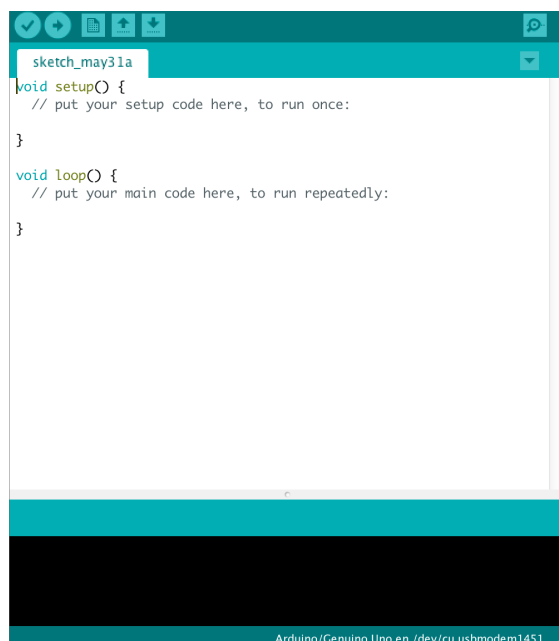 sketch_may31a
void setup() {
// put your setup code here, to run once:
}
void loop() {
// put your main code here, to run repeatedly:
}
Arduino/Genuino Uno en /dev/cu.usbmodem1451